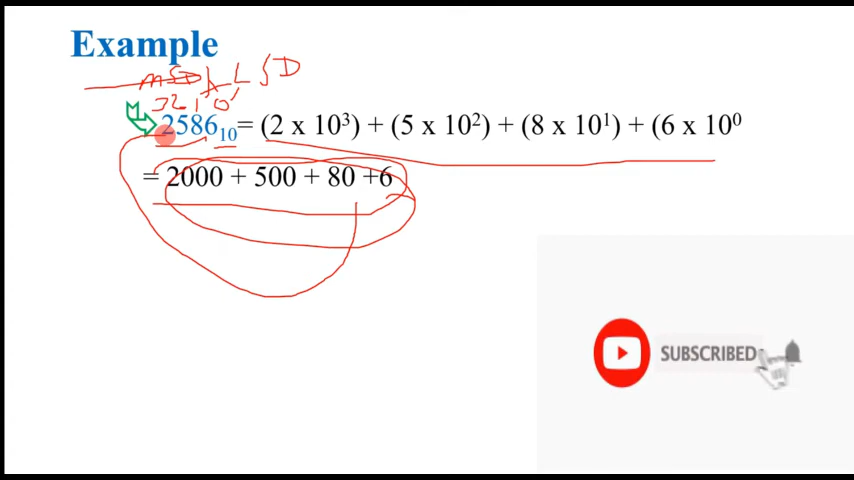 Example
MSD LSD
3 2 1 0
2586₁₀ = (2 x 10³) + (5 x 10²) + (8 x 10¹) + (6 x 10⁰
= 2000 + 500 + 80 +6
SUBSCRIBED